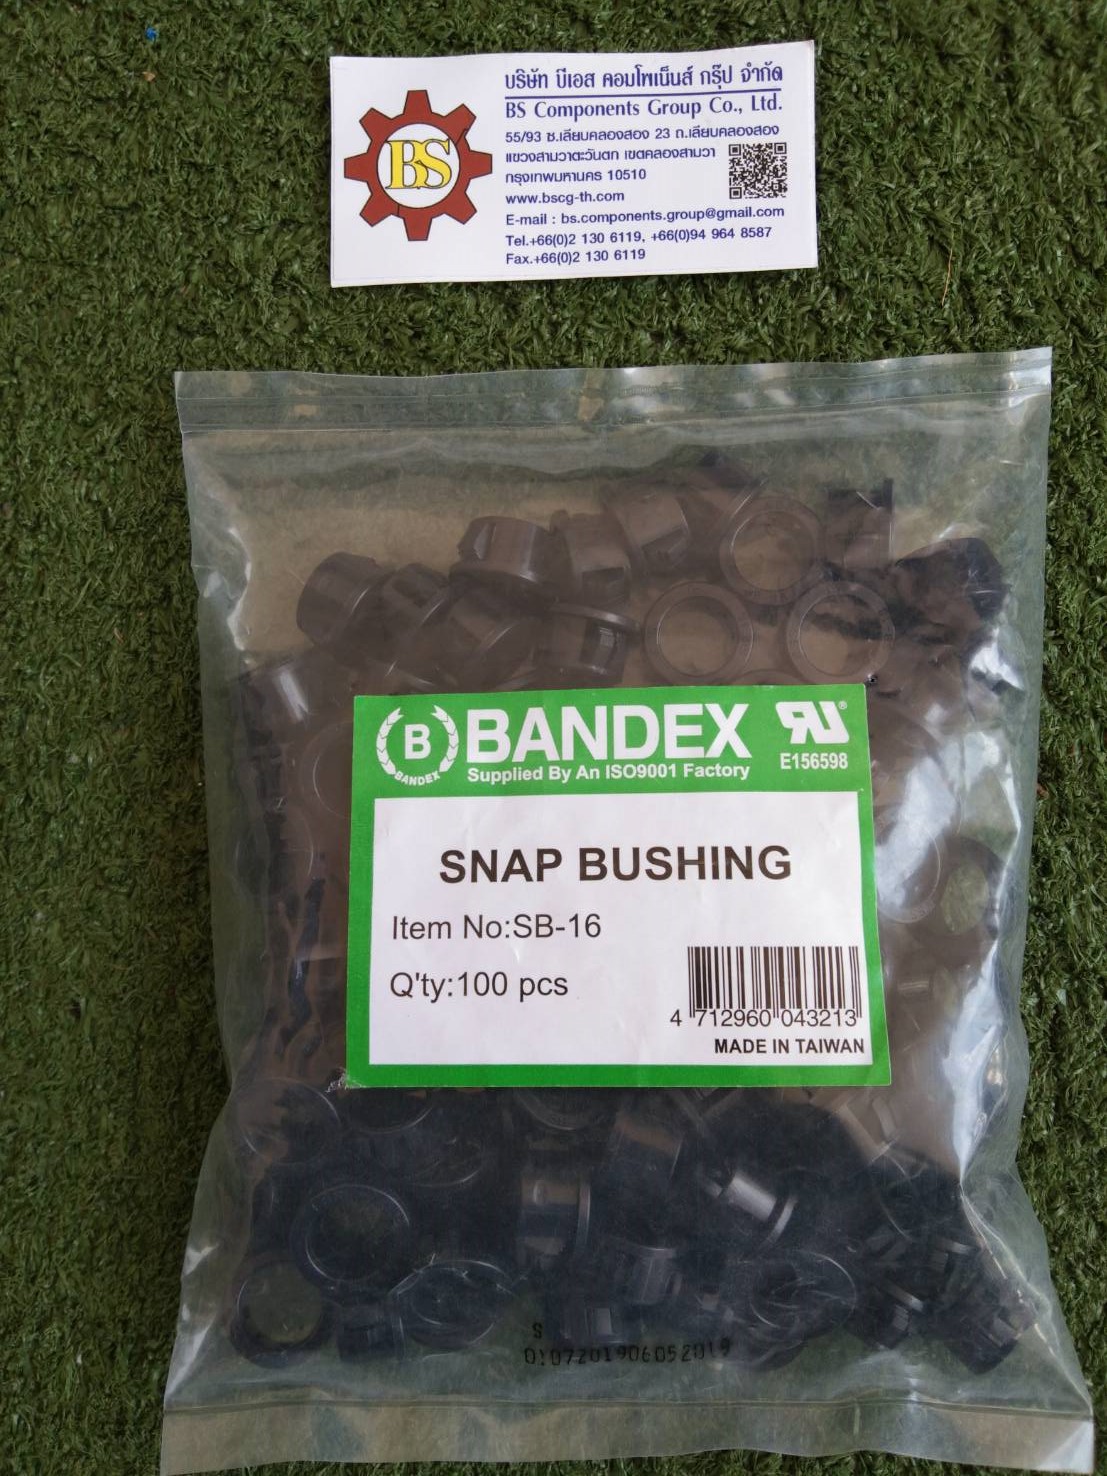 BS
บริษัท บีเอส คอมโพเน็นส์ กรุ๊ป จำกัด
BS Components Group Co., Ltd.
55/93 ซ.เลียบคลองสอง 23 ถ.เลียบคลองสอง
แขวงสามวาตะวันตก เขตคลองสามวา
กรุงเทพมหานคร 10510
www.bscg-th.com
E-mail : bs.components.group@gmail.com
Tel.+66(0)2 130 6119, +66(0)94 964 8587
Fax.+66(0)2 130 6119
B
BANDEX
BANDEX
Supplied By An ISO9001 Factory
RU®
E156598
SNAP BUSHING
Item No:SB-16
Q'ty:100 pcs
4 712960 043213
MADE IN TAIWAN
S
0107201906052019